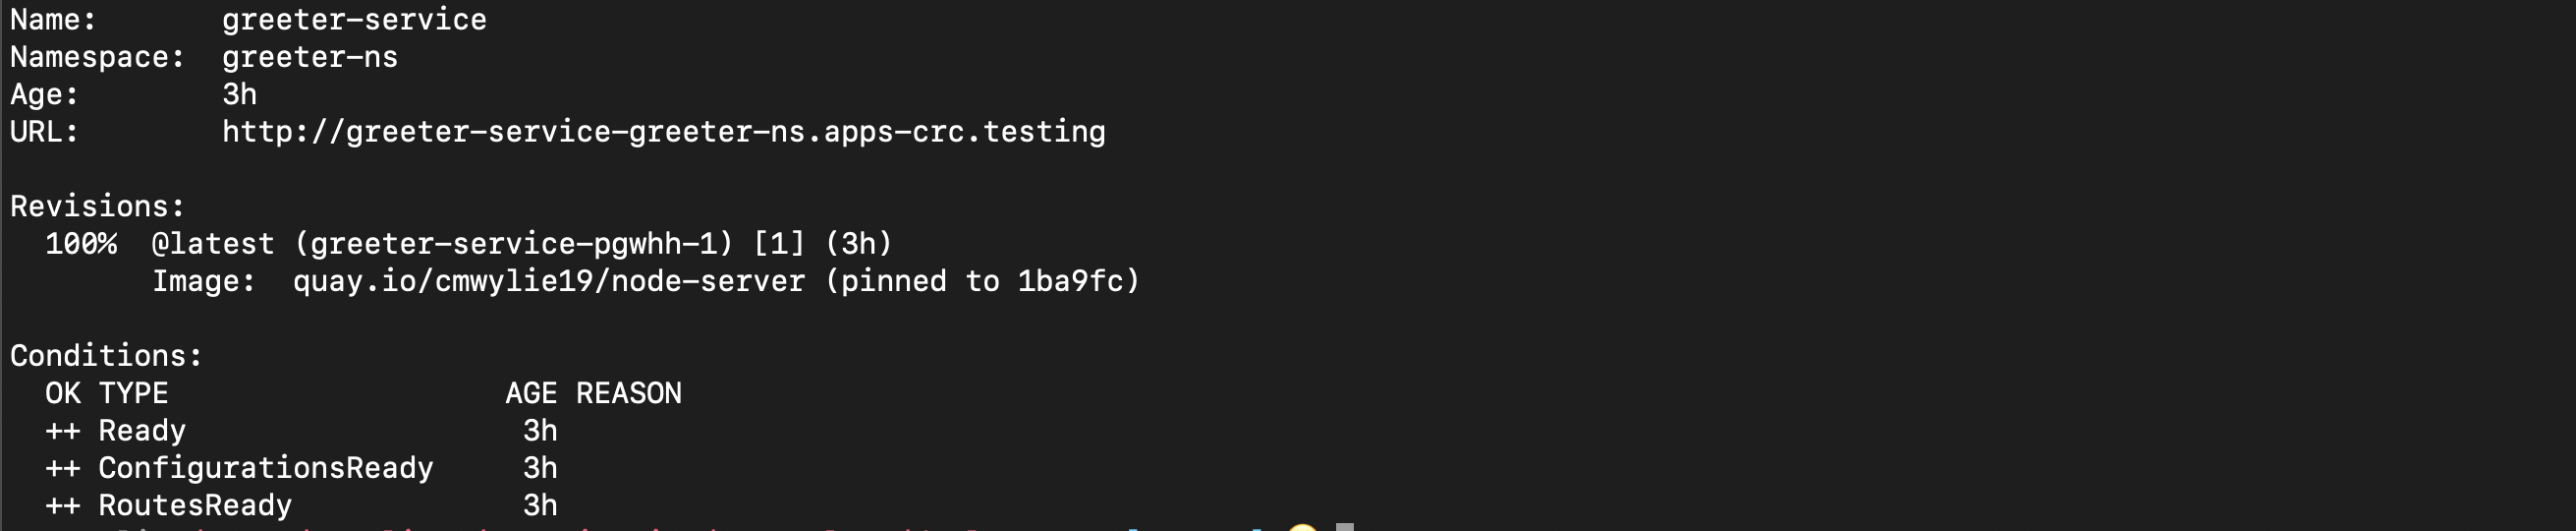 Name: greeter-service
Namespace: greeter-ns
Age: 3h
URL: http://greeter-service-greeter-ns.apps-crc.testing
Revisions:
100% @latest (greeter-service-pgwhh-1) [1] (3h)
Image: quay.io/cmwylie19/node-server (pinned to 1ba9fc)
Conditions:
OK TYPE AGE REASON
++ Ready 3h
++ ConfigurationsReady 3h
++ RoutesReady 3h